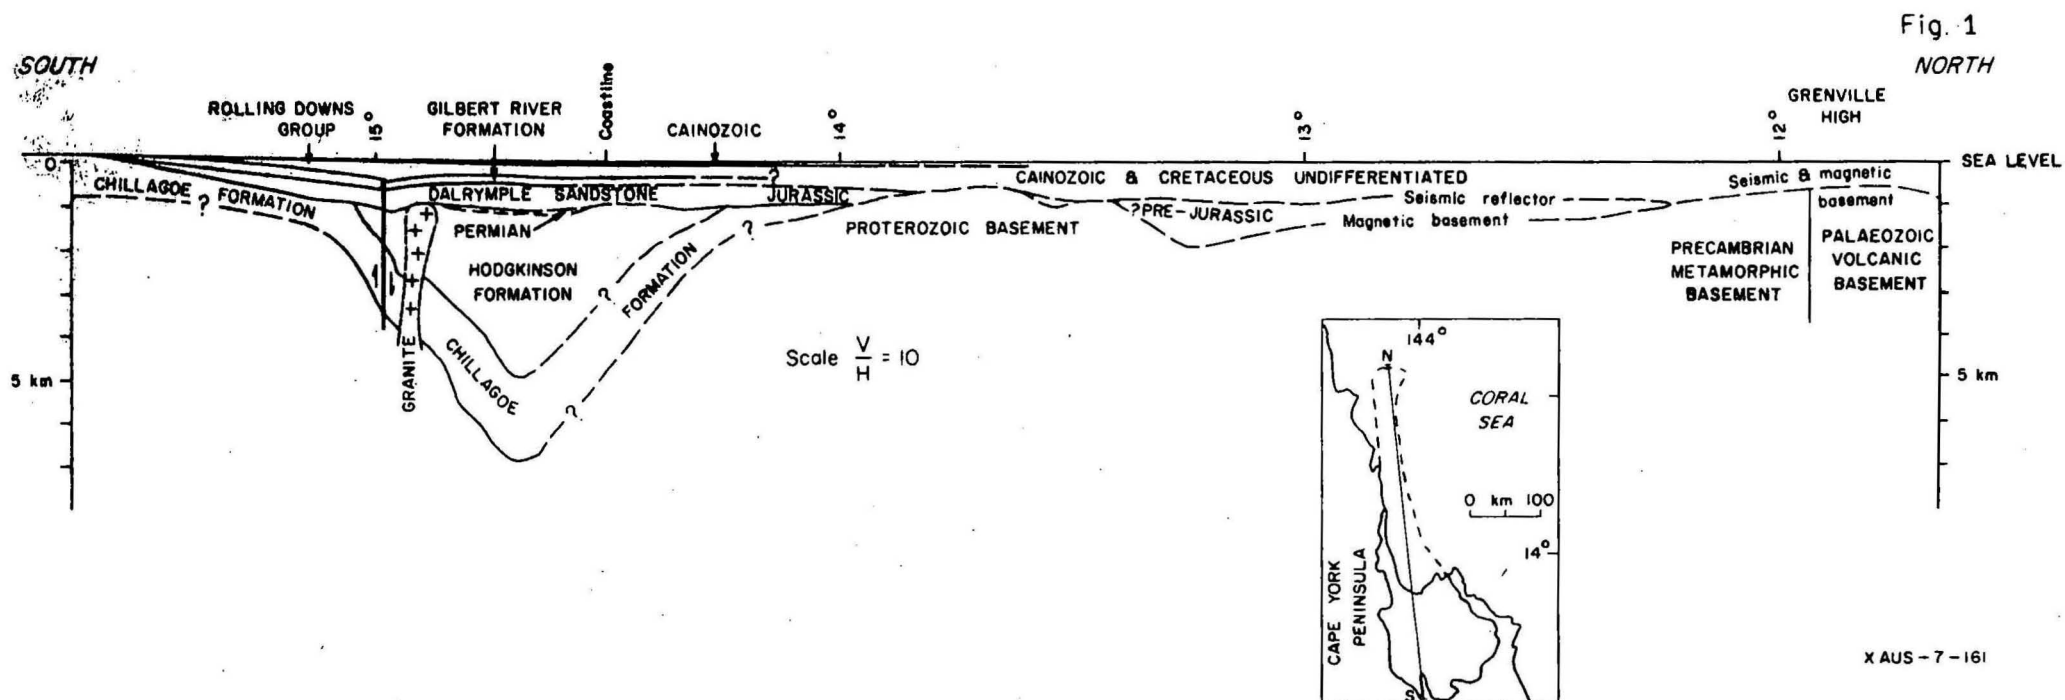 Fig. 1
SOUTH
NORTH
ROLLING DOWNS
GROUP
15°
GILBERT RIVER
FORMATION
Coastline
CAINOZOIC
14°
13°
12°
GRENVILLE
HIGH
0
SEA LEVEL
CHILLAGOE FORMATION
?
DALRYMPLE SANDSTONE
?
JURASSIC
CAINOZOIC & CRETACEOUS UNDIFFERENTIATED
Seismic & magnetic
basement
Seismic reflector
PERMIAN
?
PROTEROZOIC BASEMENT
?PRE-JURASSIC
Magnetic basement
HODGKINSON
FORMATION
?
FORMATION
PRECAMBRIAN
METAMORPHIC
BASEMENT
PALAEOZOIC
VOLCANIC
BASEMENT
GRANITE
CHILLAGOE
?
Scale V/H = 10
5 km
5 km
144°
N
CORAL
SEA
0 km 100
14°
CAPE YORK
PENINSULA
S
X AUS-7-161